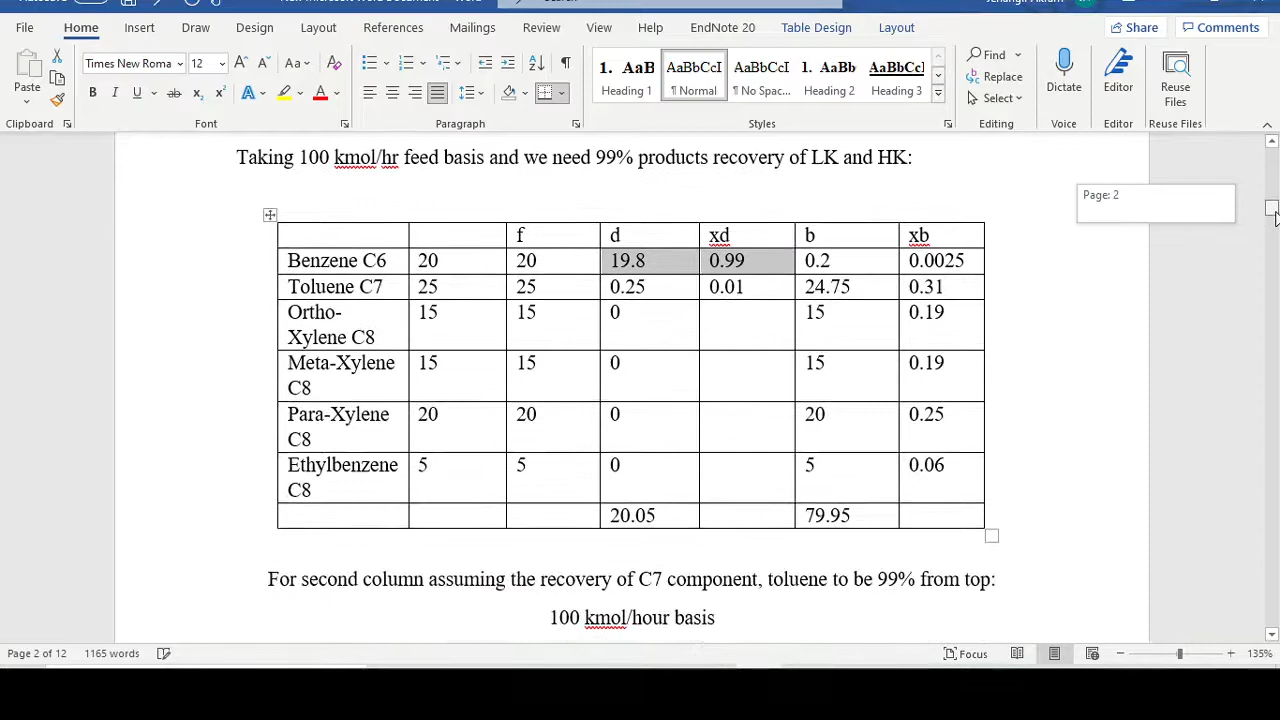 File Home Insert Draw Design Layout References Mailings Review View Help EndNote 20 Table Design Layout Share Comments
Times New Roma 12 Aa
Paste
B I U ab x₂ x² A A
1. AaB AaBbCcI AaBbCcI 1. AaBbC AaBbCcI
Heading 1 ¶ Normal ¶ No Spac... Heading 2 Heading 3
Find
Replace
Select
Dictate
Editor
Reuse
Files
Clipboard Font Paragraph Styles Editing Voice Editor Reuse Files
Taking 100 kmol/hr feed basis and we need 99% products recovery of LK and HK:
Page: 2
f d xd b xb
Benzene C6 20 20 19.8 0.99 0.2 0.0025
Toluene C7 25 25 0.25 0.01 24.75 0.31
Ortho- 15 15 0 15 0.19
Xylene C8
Meta-Xylene 15 15 0 15 0.19
C8
Para-Xylene 20 20 0 20 0.25
C8
Ethylbenzene 5 5 0 5 0.06
C8
20.05 79.95
For second column assuming the recovery of C7 component, toluene to be 99% from top:
100 kmol/hour basis
Page 2 of 12 1165 words Focus 135%